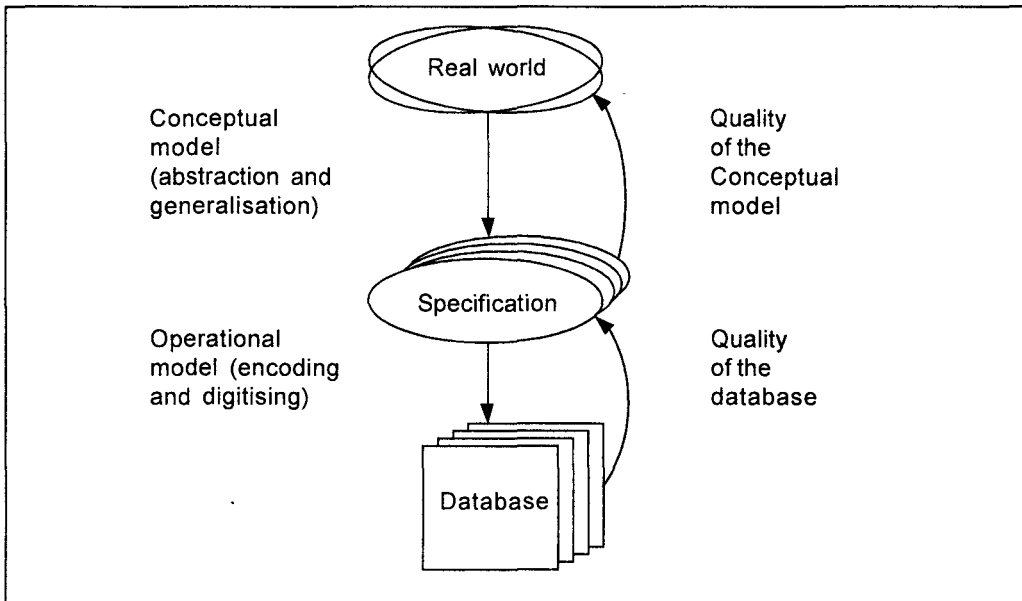 Real world
Conceptual
model
(abstraction and
generalisation)
Quality
of the
Conceptual
model
Specification
Operational
model (encoding
and digitising)
Quality
of the
database
Database